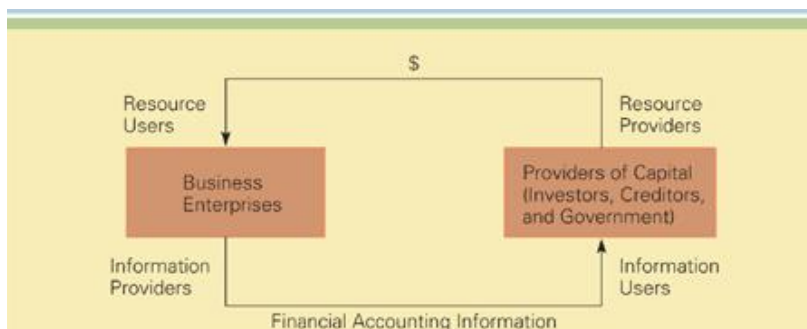 $
Resource
Users
Resource
Providers
Business
Enterprises
Providers of Capital
(Investors, Creditors,
and Government)
Information
Providers
Information
Users
Financial Accounting Information